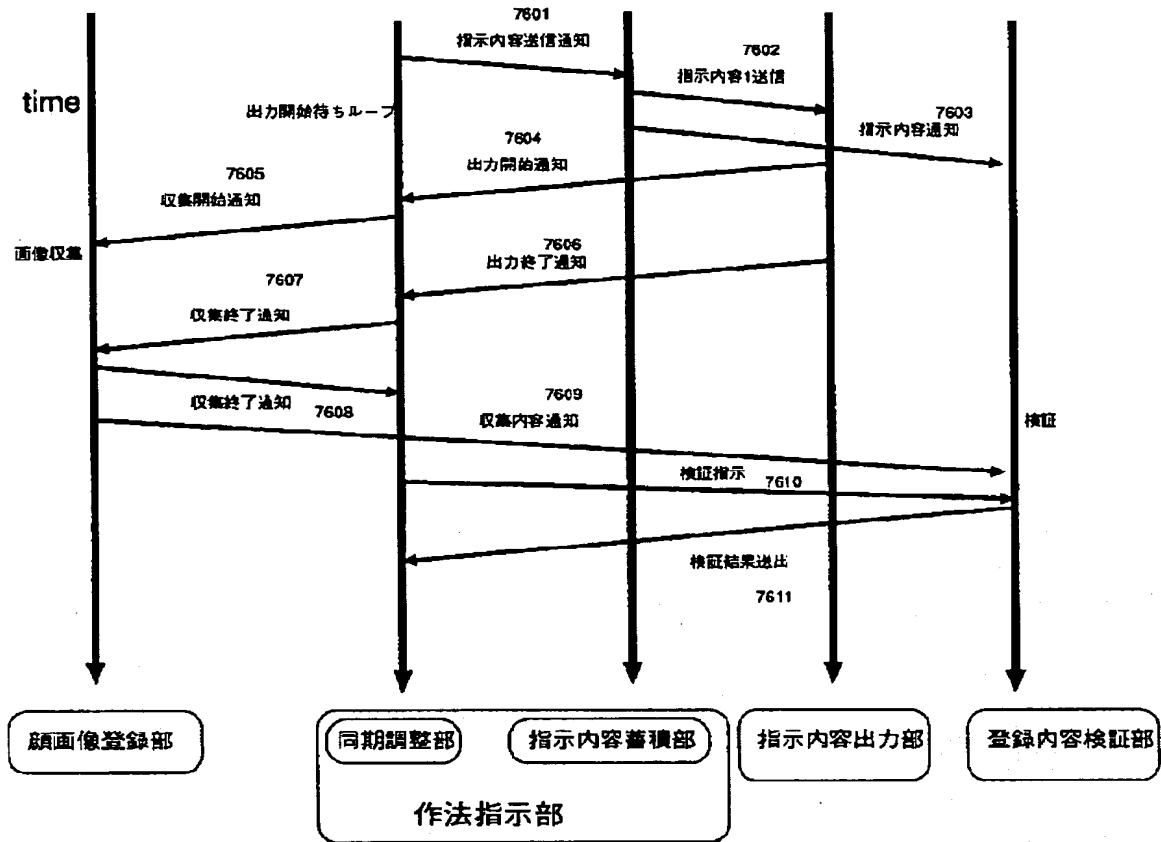 7601
指示内容送信通知
7602
指示内容1送信
time
出力開始待ちループ
7603
指示内容通知
7604
出力開始通知
7605
収集開始通知
画像収集
7606
出力終了通知
7607
収集終了通知
収集終了通知
7608
7609
収集内容通知
検証
検証指示
7610
検証結果送出
7611
顔画像登録部
同期調整部
指示内容蓄積部
指示内容出力部
登録内容検証部
作法指示部